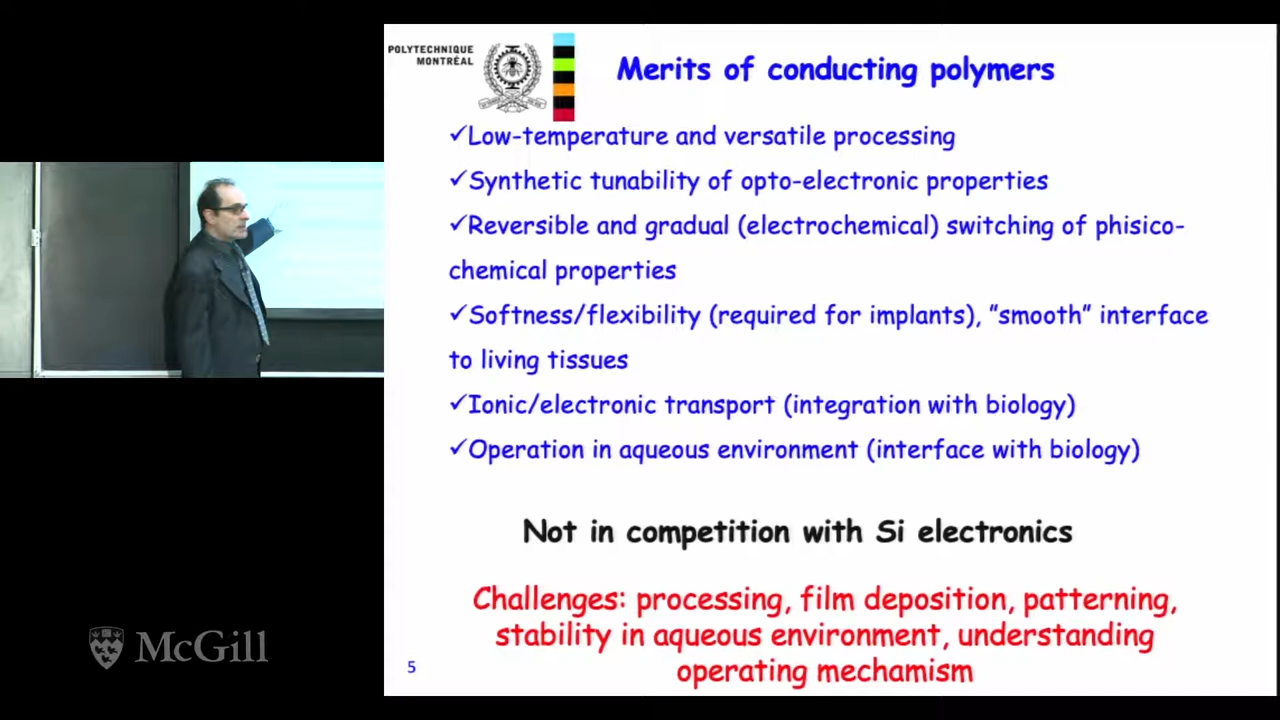 POLYTECHNIQUE
MONTRÉAL
Merits of conducting polymers
✓Low-temperature and versatile processing
✓Synthetic tunability of opto-electronic properties
✓Reversible and gradual (electrochemical) switching of phisico-
chemical properties
✓Softness/flexibility (required for implants), ”smooth” interface
to living tissues
✓Ionic/electronic transport (integration with biology)
✓Operation in aqueous environment (interface with biology)
Not in competition with Si electronics
Challenges: processing, film deposition, patterning,
stability in aqueous environment, understanding
operating mechamism
5
McGill